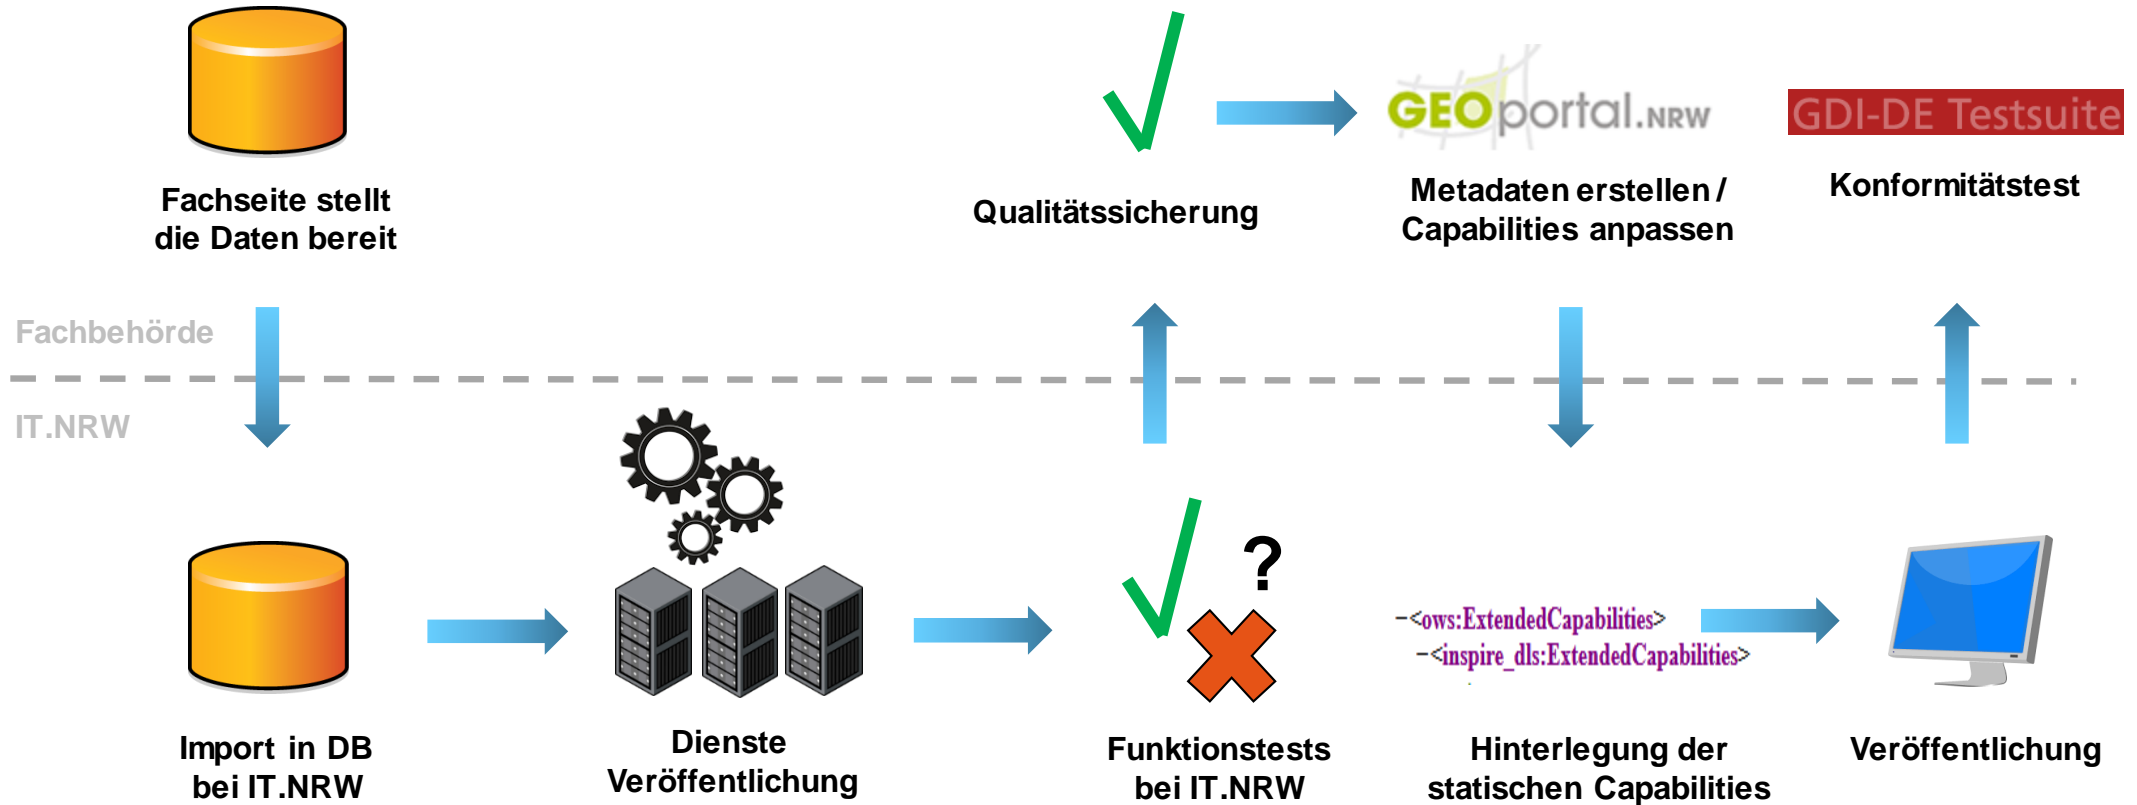 GEOportal.NRW
GDI-DE Testsuite
Fachseite stellt
die Daten bereit
Qualitätssicherung
Metadaten erstellen /
Capabilities anpassen
Konformitätstest
Fachbehörde
IT.NRW
?
-<ows:ExtendedCapabilities>
-<inspire_dls:ExtendedCapabilities>
Import in DB
bei IT.NRW
Dienste
Veröffentlichung
Funktionstests
bei IT.NRW
Hinterlegung der
statischen Capabilities
Veröffentlichung